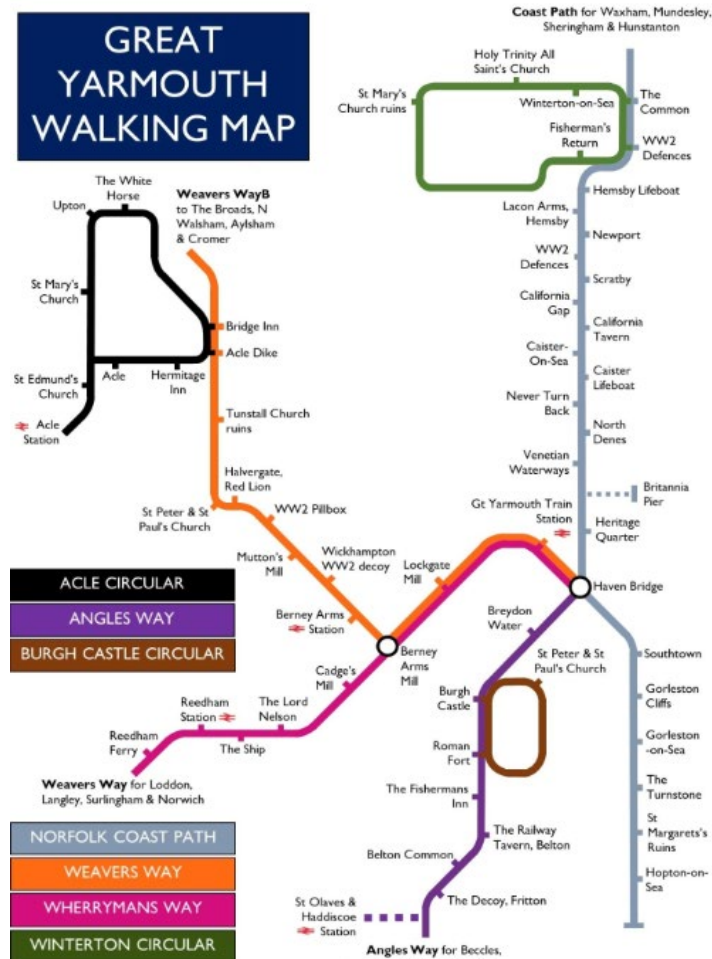 GREAT
YARMOUTH
WALKING MAP
Coast Path for Waxham, Mundesley,
Sheringham & Hunstanton
Holy Trinity All
Saint's Church
St Mary's
Church ruins
Winterton-on-Sea
The
Common
Fisherman's
Return
WW2
Defences
Hemsby Lifeboat
Lacon Arms,
Hemsby
Newport
WW2
Defences
Scratby
California
Gap
California
Tavern
Caister-
On-Sea
Caister
Lifeboat
Never Turn
Back
North
Denes
Venetian
Waterways
Britannia
Pier
Gt Yarmouth Train
Station
Heritage
Quarter
Haven Bridge
The White
Horse
Upton
Weavers WayB
to The Broads, N
Walsham, Aylsham
& Cromer
St Mary's
Church
Bridge Inn
Acle Dike
St Edmund's
Church
Acle
Hermitage
Inn
Acle
Station
Tunstall Church
ruins
Halvergate,
Red Lion
St Peter & St
Paul's Church
WW2 Pillbox
Mutton's
Mill
Wickhampton
WW2 decoy
Lockgate
Mill
Berney Arms
Station
Berney
Arms
Mill
ACLE CIRCULAR
ANGLES WAY
BURGH CASTLE CIRCULAR
Cadge's
Mill
Reedham
Station
The Lord
Nelson
Reedham
Ferry
The Ship
Weavers Way for Loddon,
Langley, Surlingham & Norwich
Breydon
Water
St Peter & St
Paul's Church
Burgh
Castle
Roman
Fort
The Fishermans
Inn
The Railway
Tavern, Belton
Belton Common
The Decoy, Fritton
St Olaves &
Haddiscoe
Station
Angles Way for Beccles,
Southtown
Gorleston
Cliffs
Gorleston
-on-Sea
The
Turnstone
St
Margarets's
Ruins
Hopton-on-
Sea
NORFOLK COAST PATH
WEAVERS WAY
WHERRYMANS WAY
WINTERTON CIRCULAR